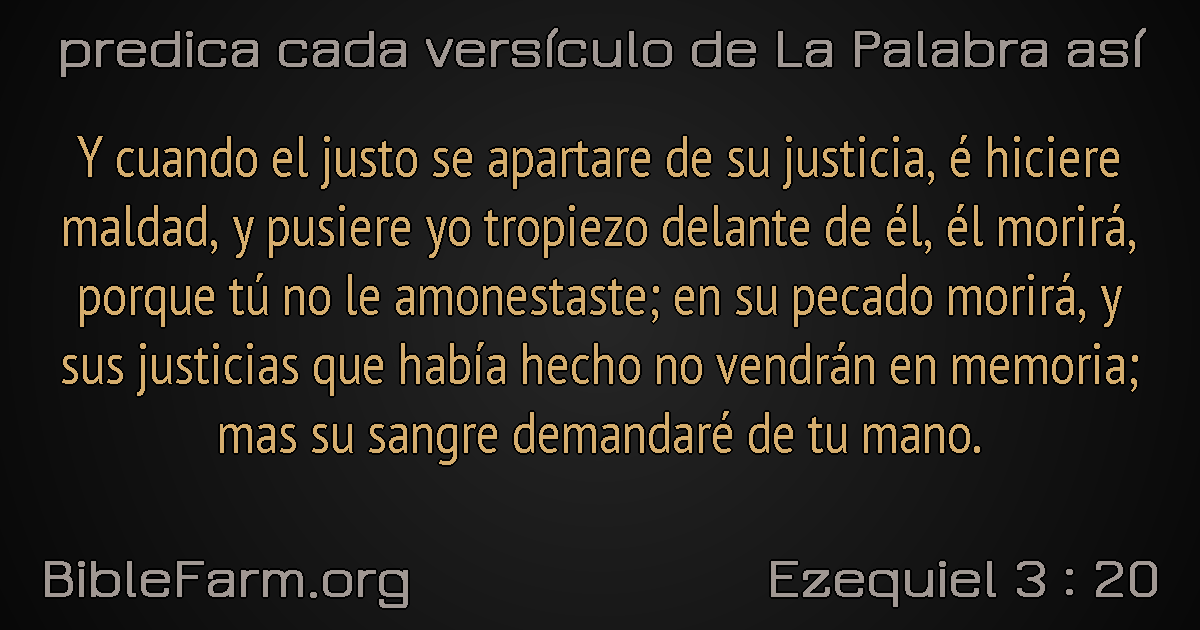 predica cada versículo de La Palabra así
Y cuando el justo se apartare de su justicia, é hiciere
maldad, y pusiere yo tropiezo delante de él, él morirá,
porque tú no le amonestaste; en su pecado morirá, y
sus justicias que había hecho no vendrán en memoria;
mas su sangre demandaré de tu mano.
BibleFarm.org
Ezequiel 3 : 20